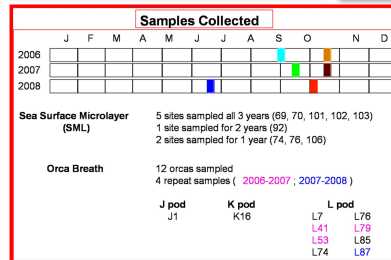 Samples Collected
J F M A M J J A S O N D
2006
2007
2008
Sea Surface Microlayer (SML)
5 sites sampled all 3 years (69, 70, 101, 102, 103)
1 site sampled for 2 years (92)
2 sites sampled for 1 year (74, 76, 106)
Orca Breath
12 orcas sampled
4 repeat samples ( 2006-2007 ; 2007-2008 )
J pod K pod L pod
J1 K16 L7 L76
L41 L79
L53 L85
L74 L87